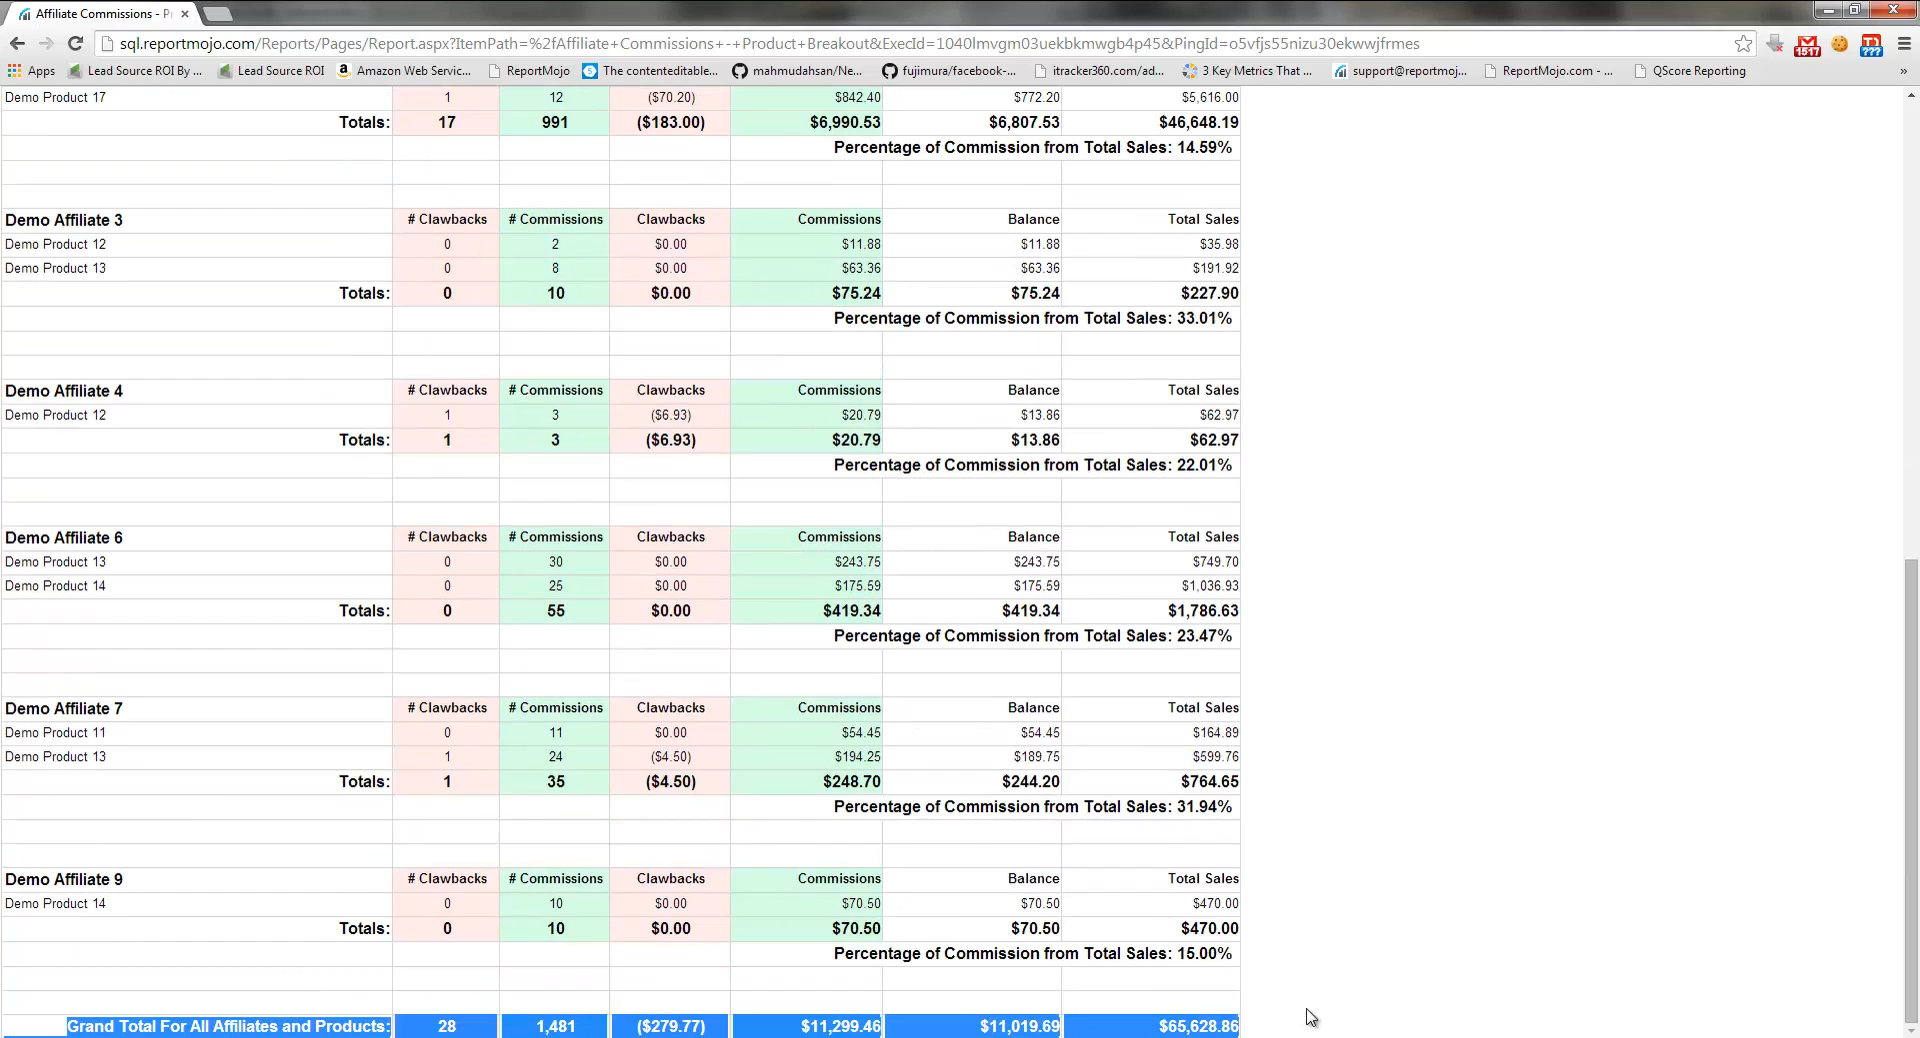 Affiliate Commissions - P
sql.reportmojo.com/Reports/Pages/Report.aspx?ItemPath=%2fAffiliate+Commissions+-+Product+Breakout&ExecId=1040lmvgm03uekbkmwgb4p45&PingId=o5vfjs55nizu30ekwwjfrmes
1517
???
Apps Lead Source ROI By ... Lead Source ROI Amazon Web Servic... ReportMojo The contenteditable... mahmudahsan/Ne... fujimura/facebook-... itracker360.com/ad... 3 Key Metrics That ... support@reportmoj... ReportMojo.com - ... QScore Reporting »
Demo Product 17 1 12 ($70.20) $842.40 $772.20 $5,616.00
Totals: 17 991 ($183.00) $6,990.53 $6,807.53 $46,648.19
Percentage of Commission from Total Sales: 14.59%
Demo Affiliate 3 # Clawbacks # Commissions Clawbacks Commissions Balance Total Sales
Demo Product 12 0 2 $0.00 $11.88 $11.88 $35.98
Demo Product 13 0 8 $0.00 $63.36 $63.36 $191.92
Totals: 0 10 $0.00 $75.24 $75.24 $227.90
Percentage of Commission from Total Sales: 33.01%
Demo Affiliate 4 # Clawbacks # Commissions Clawbacks Commissions Balance Total Sales
Demo Product 12 1 3 ($6.93) $20.79 $13.86 $62.97
Totals: 1 3 ($6.93) $20.79 $13.86 $62.97
Percentage of Commission from Total Sales: 22.01%
Demo Affiliate 6 # Clawbacks # Commissions Clawbacks Commissions Balance Total Sales
Demo Product 13 0 30 $0.00 $243.75 $243.75 $749.70
Demo Product 14 0 25 $0.00 $175.59 $175.59 $1,036.93
Totals: 0 55 $0.00 $419.34 $419.34 $1,786.63
Percentage of Commission from Total Sales: 23.47%
Demo Affiliate 7 # Clawbacks # Commissions Clawbacks Commissions Balance Total Sales
Demo Product 11 0 11 $0.00 $54.45 $54.45 $164.89
Demo Product 13 1 24 ($4.50) $194.25 $189.75 $599.76
Totals: 1 35 ($4.50) $248.70 $244.20 $764.65
Percentage of Commission from Total Sales: 31.94%
Demo Affiliate 9 # Clawbacks # Commissions Clawbacks Commissions Balance Total Sales
Demo Product 14 0 10 $0.00 $70.50 $70.50 $470.00
Totals: 0 10 $0.00 $70.50 $70.50 $470.00
Percentage of Commission from Total Sales: 15.00%
Grand Total For All Affiliates and Products: 28 1,481 ($279.77) $11,299.46 $11,019.69 $65,628.86